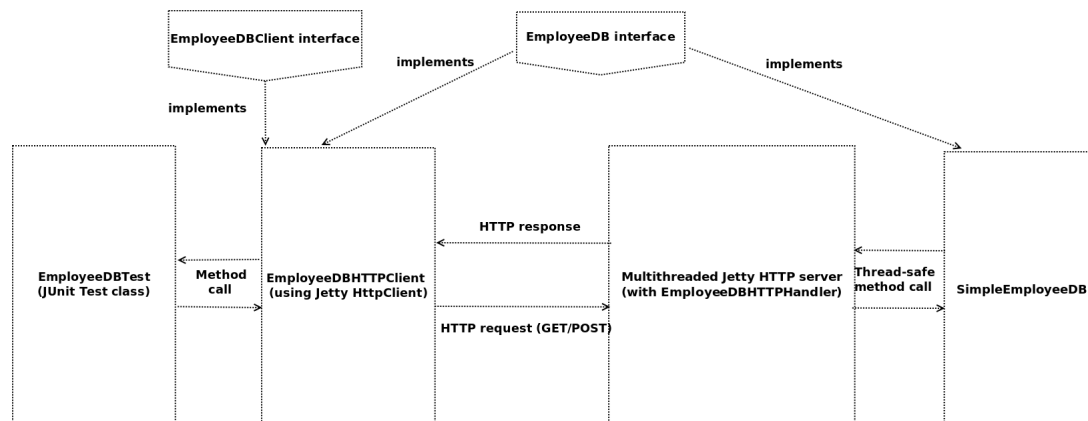 EmployeeDBClient interface
EmployeeDB interface
implements
implements
implements
HTTP response
EmployeeDBTest
(JUnit Test class)
Method
call
EmployeeDBHTTPClient
(using Jetty HttpClient)
HTTP request (GET/POST)
Multithreaded Jetty HTTP server
(with EmployeeDBHTTPHandler)
Thread-safe
method call
SimpleEmployeeDB